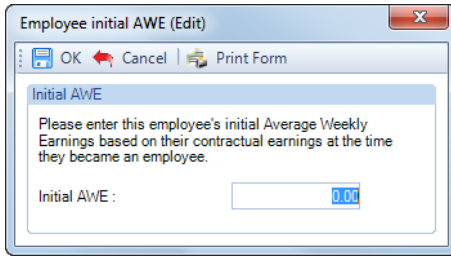 Employee initial AWE (Edit)
OK Cancel Print Form
Initial AWE
Please enter this employee's initial Average Weekly
Earnings based on their contractual earnings at the time
they became an employee.
Initial AWE : 0.00